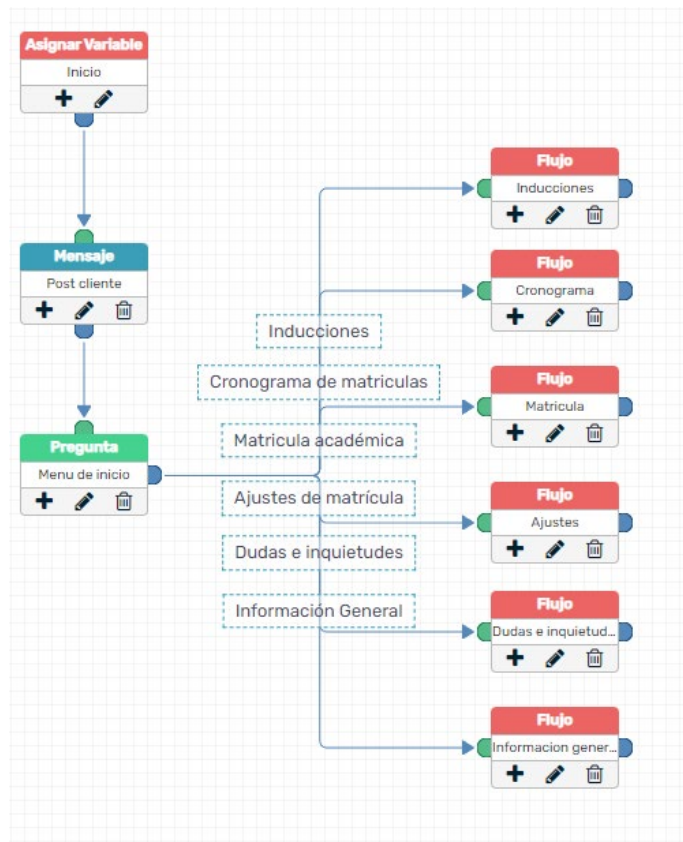 Asignar Variable
Inicio
Mensaje
Post cliente
Pregunta
Menu de inicio
Inducciones
Cronograma de matriculas
Matricula académica
Ajustes de matrícula
Dudas e inquietudes
Información General
Flujo
Inducciones
Flujo
Cronograma
Flujo
Matricula
Flujo
Ajustes
Flujo
Dudas e inquietud...
Flujo
Informacion gener...